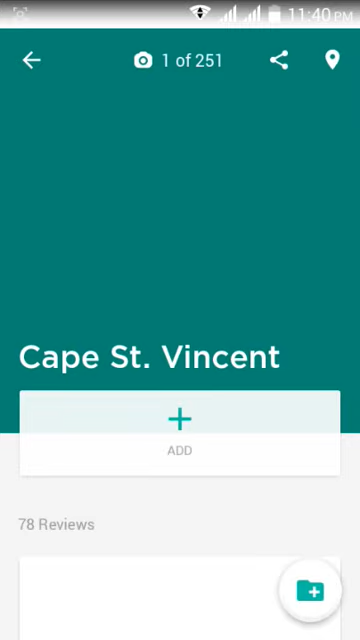 11:40 PM
1 of 251
Cape St. Vincent
ADD
78 Reviews